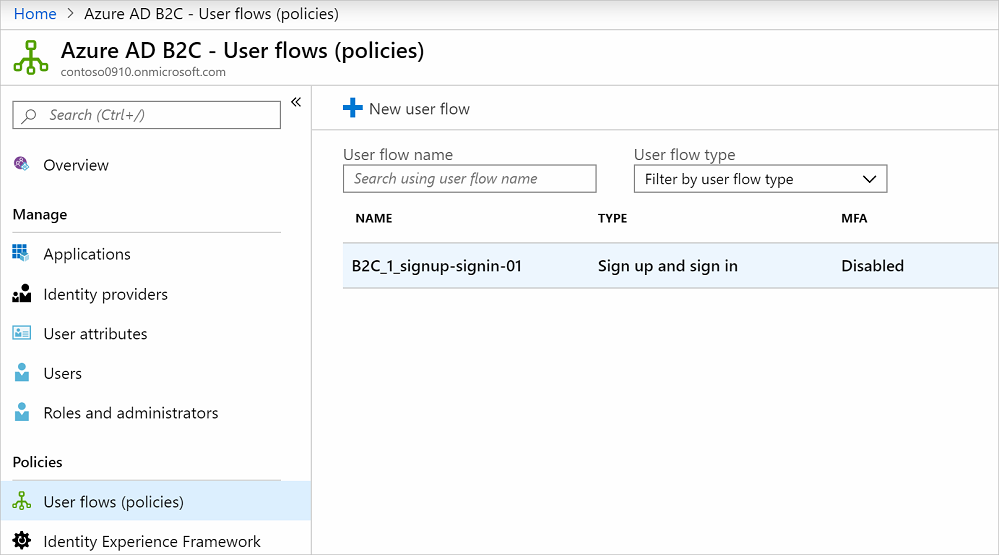 Home > Azure AD B2C - User flows (policies)
Azure AD B2C - User flows (policies)
contoso0910.onmicrosoft.com
Search (Ctrl+/)
«
Overview
Manage
Applications
Identity providers
User attributes
Users
Roles and administrators
Policies
User flows (policies)
Identity Experience Framework
New user flow
User flow name
Search using user flow name
User flow type
Filter by user flow type
NAME TYPE MFA
B2C_1_signup-signin-01 Sign up and sign in Disabled